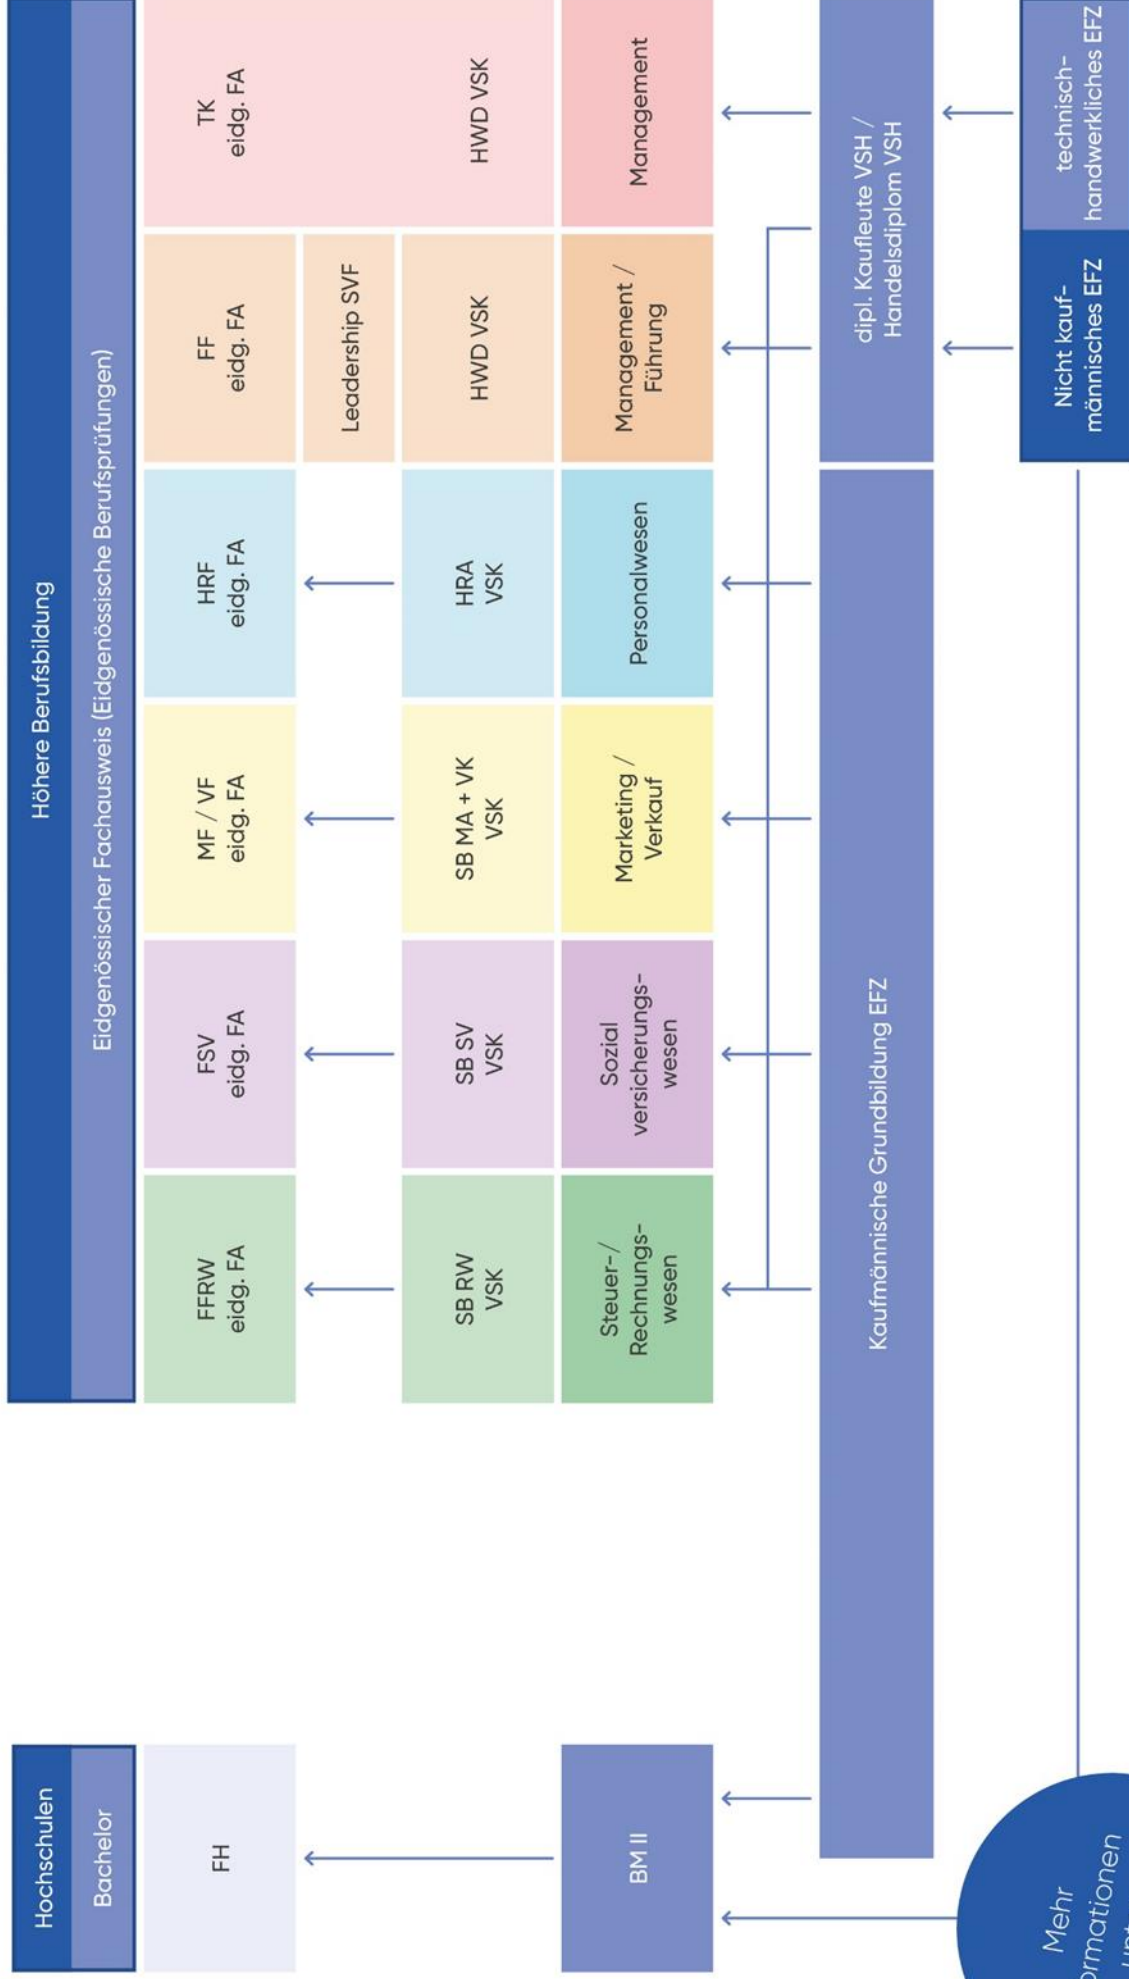 Hochschulen
Bachelor
FH
BM II
Höhere Berufsbildung
Eidgenössischer Fachausweis (Eidgenössische Berufsprüfungen)
FFRW
eidg. FA
FSV
eidg. FA
MF / VF
eidg. FA
HRF
eidg. FA
FF
eidg. FA
TK
eidg. FA
Leadership SVF
SB RW
VSK
SB SV
VSK
SB MA + VK
VSK
HRA
VSK
HWD VSK
HWD VSK
Steuer-/
Rechnungs-
wesen
Sozial
versicherungs-
wesen
Marketing /
Verkauf
Personalwesen
Management /
Führung
Management
Kaufmännische Grundbildung EFZ
dipl. Kaufleute VSH /
Handelsdiplom VSH
Nicht kauf-
männisches EFZ
technisch-
handwerkliches EFZ
Mehr
ormationen